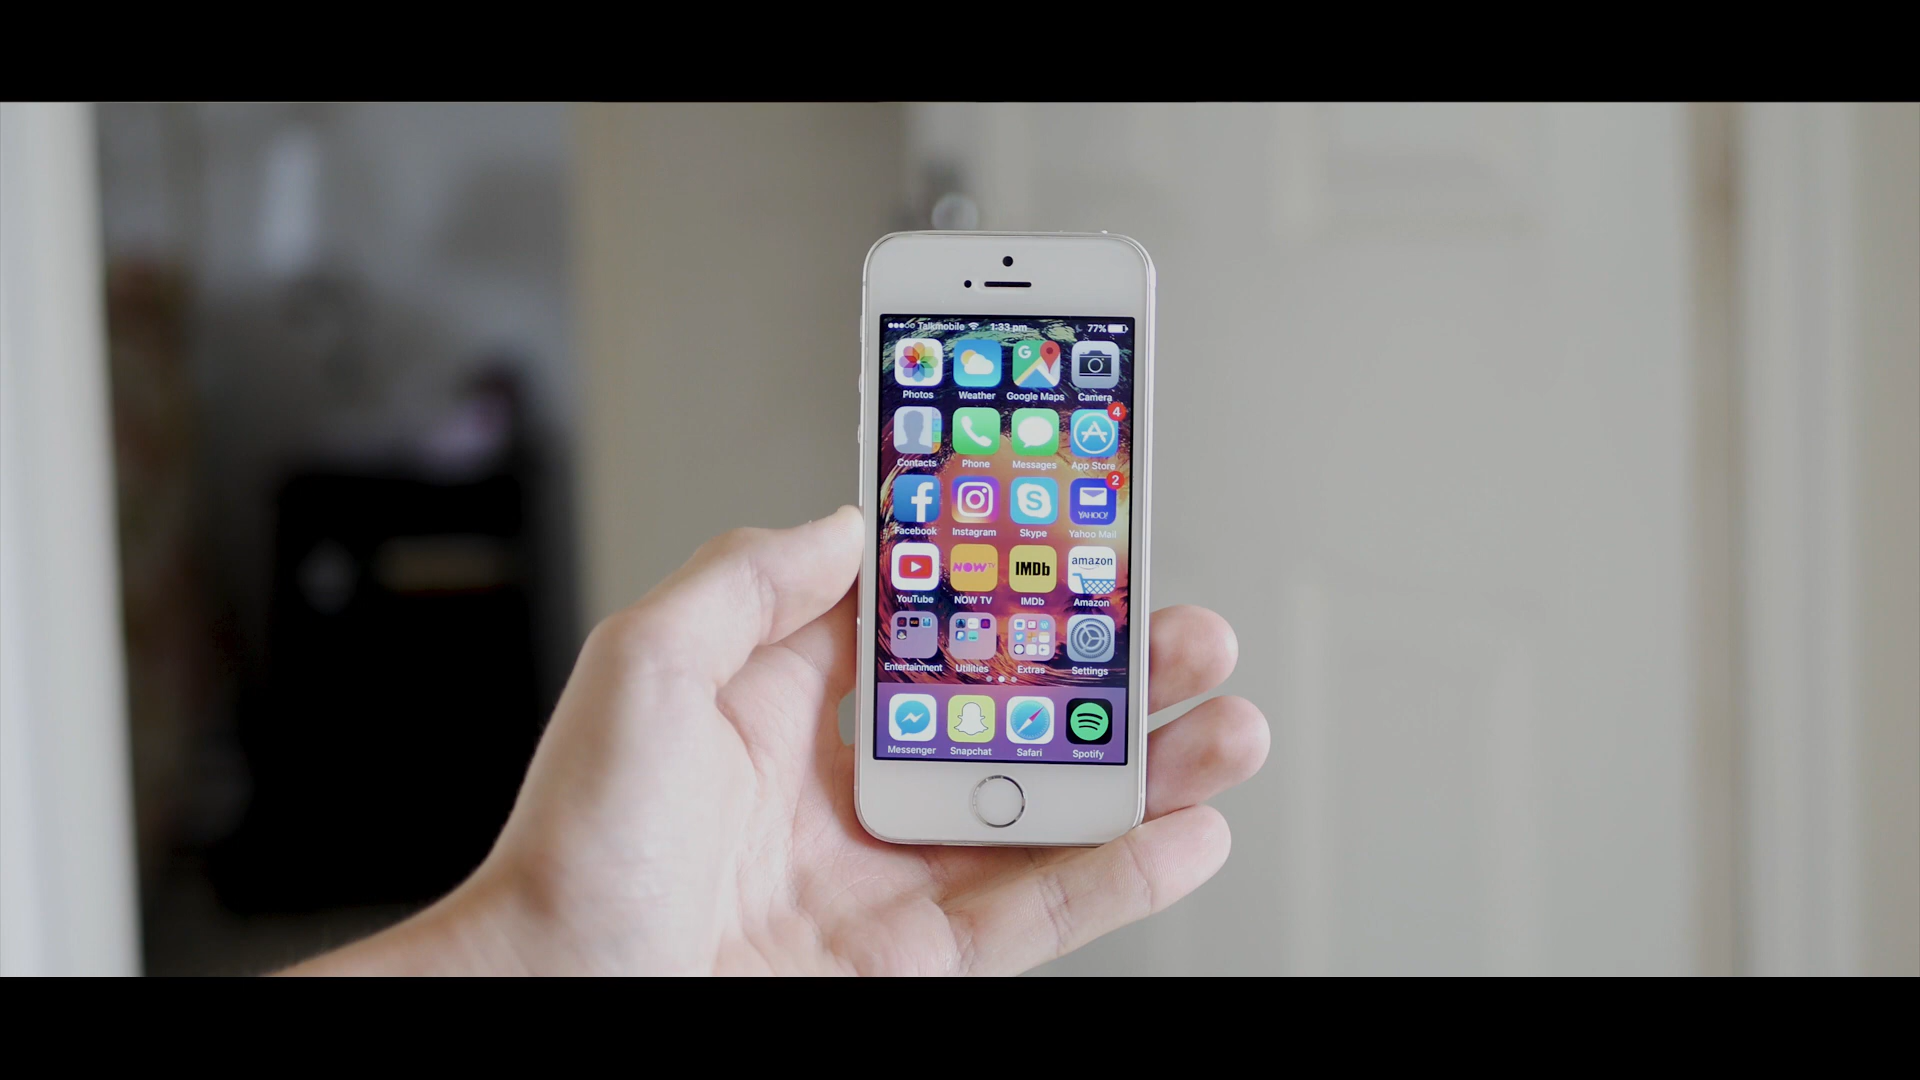 Talkmobile 1:33 pm 77%
G
Photos Weather Google Maps Camera
4
Contacts Phone Messages App Store
2
YAHOO!
Facebook Instagram Skype Yahoo Mail
NOW TV IMDb amazon
YouTube NOW TV IMDb Amazon
Entertainment Utilities Extras Settings
Messenger Snapchat Safari Spotify